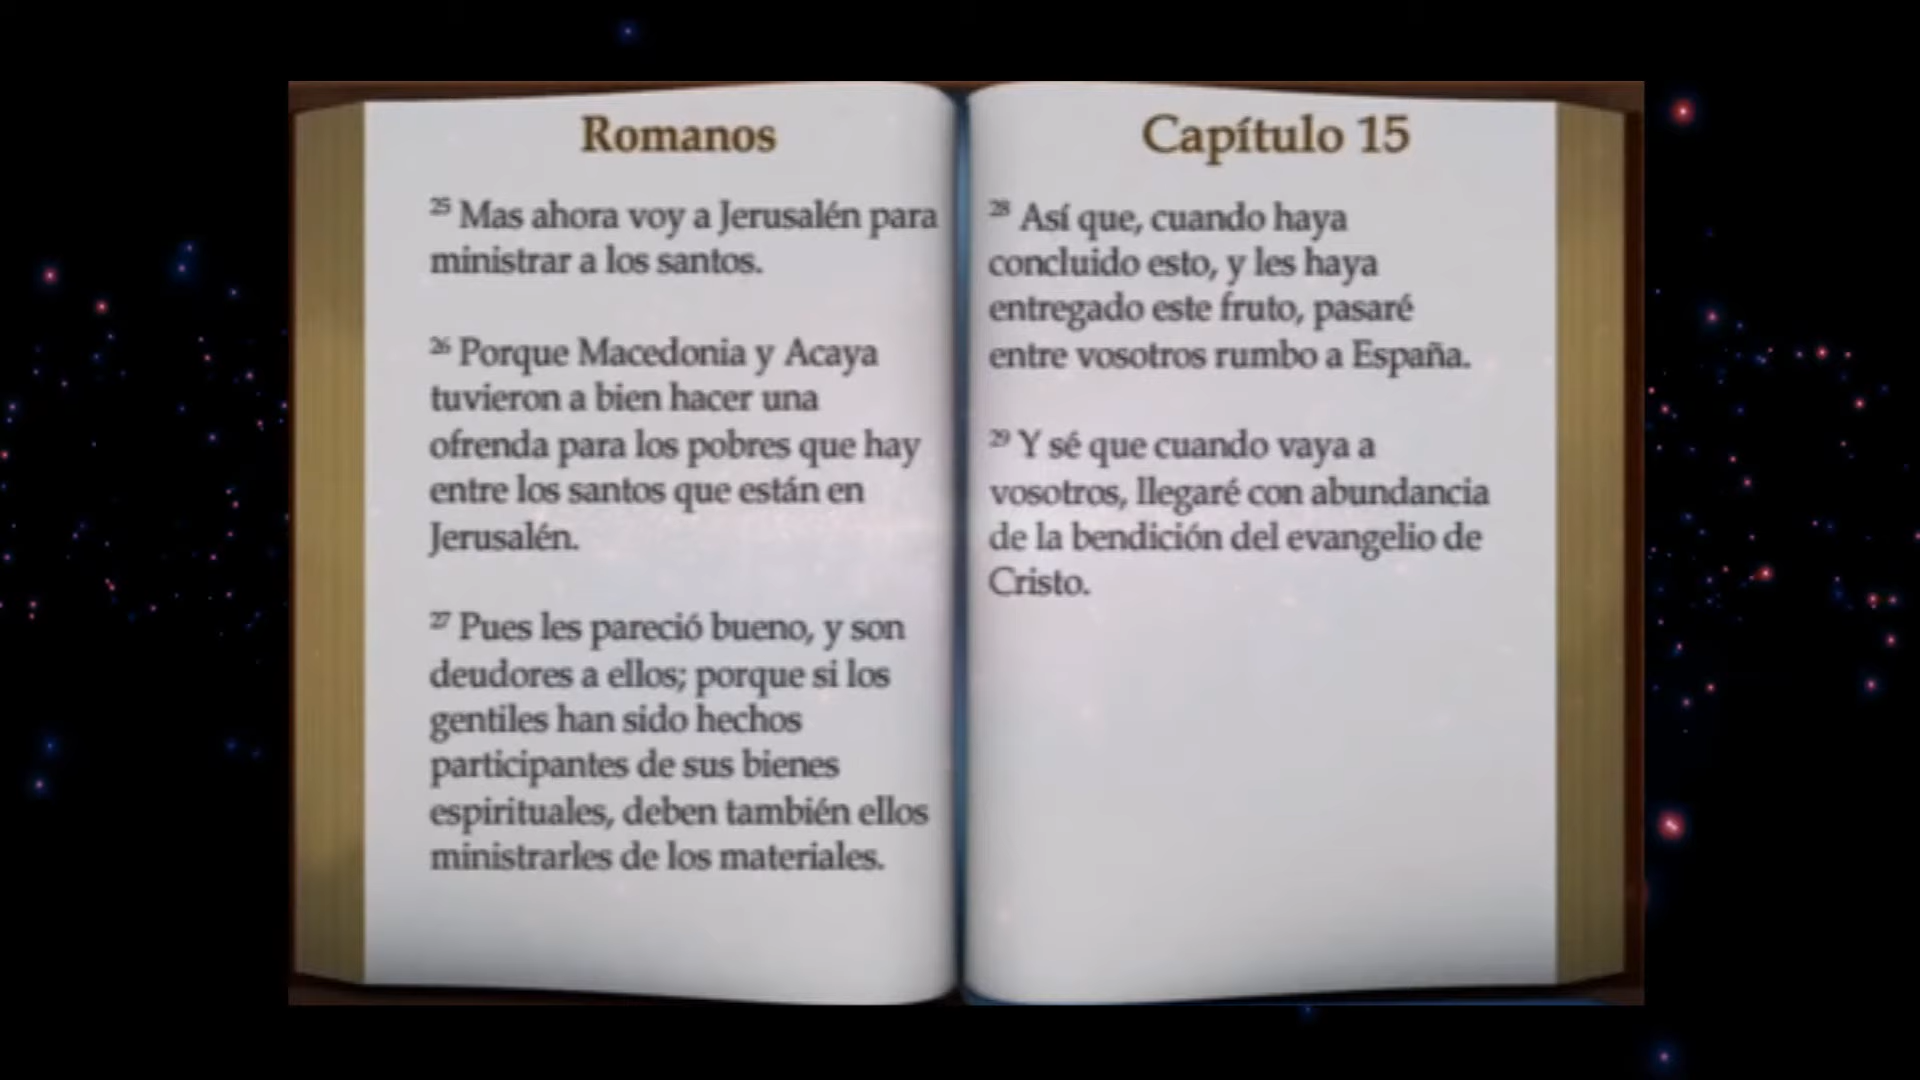 Romanos
25 Mas ahora voy a Jerusalén para
ministrar a los santos.
26 Porque Macedonia y Acaya
tuvieron a bien hacer una
ofrenda para los pobres que hay
entre los santos que están en
Jerusalén.
27 Pues les pareció bueno, y son
deudores a ellos; porque si los
gentiles han sido hechos
participantes de sus bienes
espirituales, deben también ellos
ministrarles de los materiales.
Capítulo 15
28 Así que, cuando haya
concluido esto, y les haya
entregado este fruto, pasaré
entre vosotros rumbo a España.
29 Y sé que cuando vaya a
vosotros, llegaré con abundancia
de la bendición del evangelio de
Cristo.